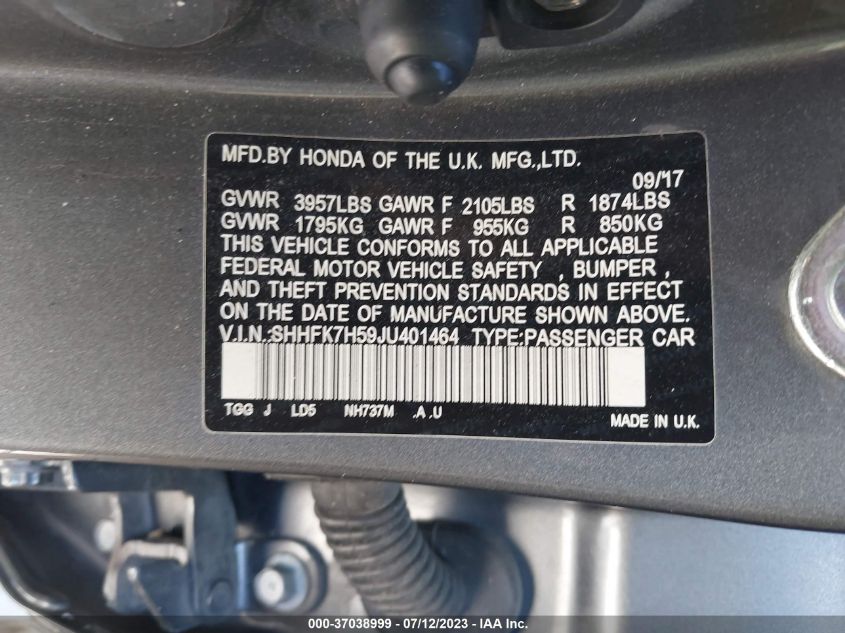 MFD.BY HONDA OF THE U.K. MFG.,LTD.
09/'17
GVWR 3957LBS GAWR F 2105LBS R 1874LBS
GVWR 1795KG GAWR F 955KG R 850KG
THIS VEHICLE CONFORMS TO ALL APPLICABLE
FEDERAL MOTOR VEHICLE SAFETY , BUMPER ,
AND THEFT PREVENTION STANDARDS IN EFFECT
ON THE DATE OF MANUFACTURE SHOWN ABOVE.
V.I.N.:SHHFK7H59JU401464 TYPE:PASSENGER CAR
TGG J LD5 NH737M .A .U
MADE IN U.K.
000-37038999 - 07/12/2023 - IAA Inc.